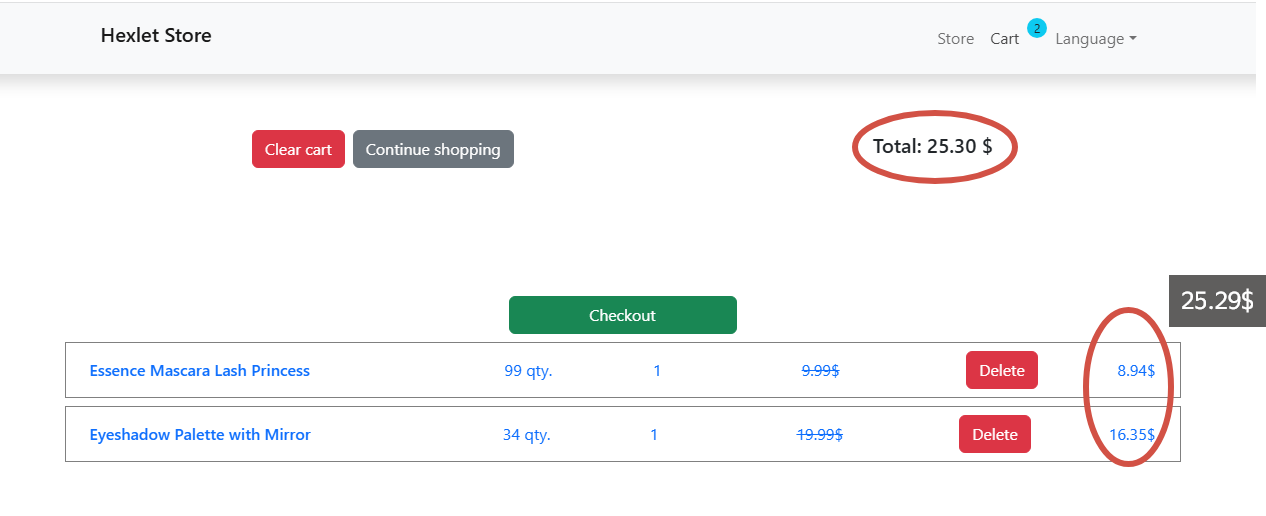 Hexlet Store
Store Cart 2 Language
Clear cart Continue shopping Total: 25.30 $
25.29$
Checkout
Essence Mascara Lash Princess 99 qty. 1 9.99$ Delete 8.94$
Eyeshadow Palette with Mirror 34 qty. 1 19.99$ Delete 16.35$